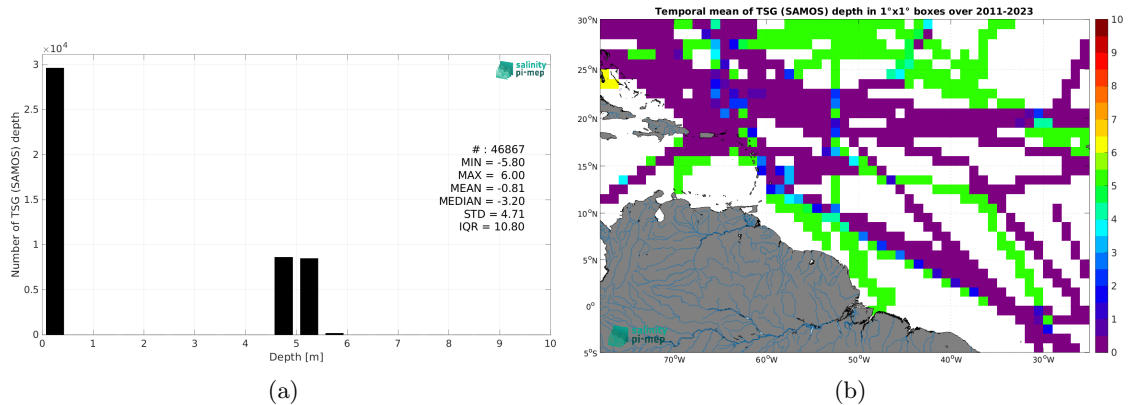 ×10⁴
3.5
3
2.5
2
1.5
1
0.5
0
0 1 2 3 4 5 6 7 8 9 10
Number of TSG (SAMOS) depth
Depth [m]
salinity
pi-mep
# : 46867
MIN = -5.80
MAX = 6.00
MEAN = -0.81
MEDIAN = -3.20
STD = 4.71
IQR = 10.80
(a)
Temporal mean of TSG (SAMOS) depth in 1°x1° boxes over 2011-2023
30°N
25°N
20°N
15°N
10°N
5°N
0°
5°S
70°W 60°W 50°W 40°W 30°W
salinity
pi-mep
10
9
8
7
6
5
4
3
2
1
0
(b)